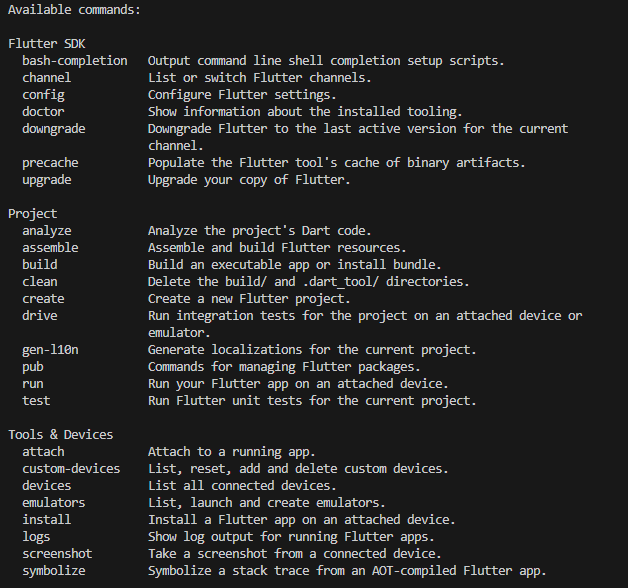 Available commands:

Flutter SDK
  bash-completion   Output command line shell completion setup scripts.
  channel           List or switch Flutter channels.
  config            Configure Flutter settings.
  doctor            Show information about the installed tooling.
  downgrade         Downgrade Flutter to the last active version for the current
                    channel.
  precache          Populate the Flutter tool's cache of binary artifacts.
  upgrade           Upgrade your copy of Flutter.

Project
  analyze           Analyze the project's Dart code.
  assemble          Assemble and build Flutter resources.
  build             Build an executable app or install bundle.
  clean             Delete the build/ and .dart_tool/ directories.
  create            Create a new Flutter project.
  drive             Run integration tests for the project on an attached device or
                    emulator.
  gen-l10n          Generate localizations for the current project.
  pub               Commands for managing Flutter packages.
  run               Run your Flutter app on an attached device.
  test              Run Flutter unit tests for the current project.

Tools & Devices
  attach            Attach to a running app.
  custom-devices    List, reset, add and delete custom devices.
  devices           List all connected devices.
  emulators         List, launch and create emulators.
  install           Install a Flutter app on an attached device.
  logs              Show log output for running Flutter apps.
  screenshot        Take a screenshot from a connected device.
  symbolize         Symbolize a stack trace from an AOT-compiled Flutter app.